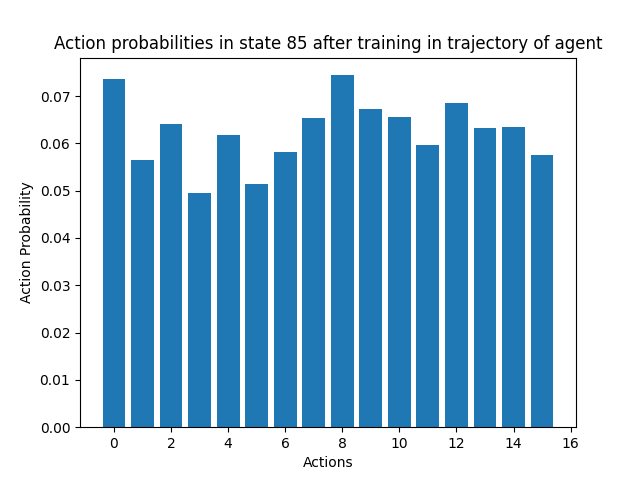 Action probabilities in state 85 after training in trajectory of agent
0.07
0.06
0.05
0.04
0.03
0.02
0.01
0.00
Action Probability
0 2 4 6 8 10 12 14 16
Actions